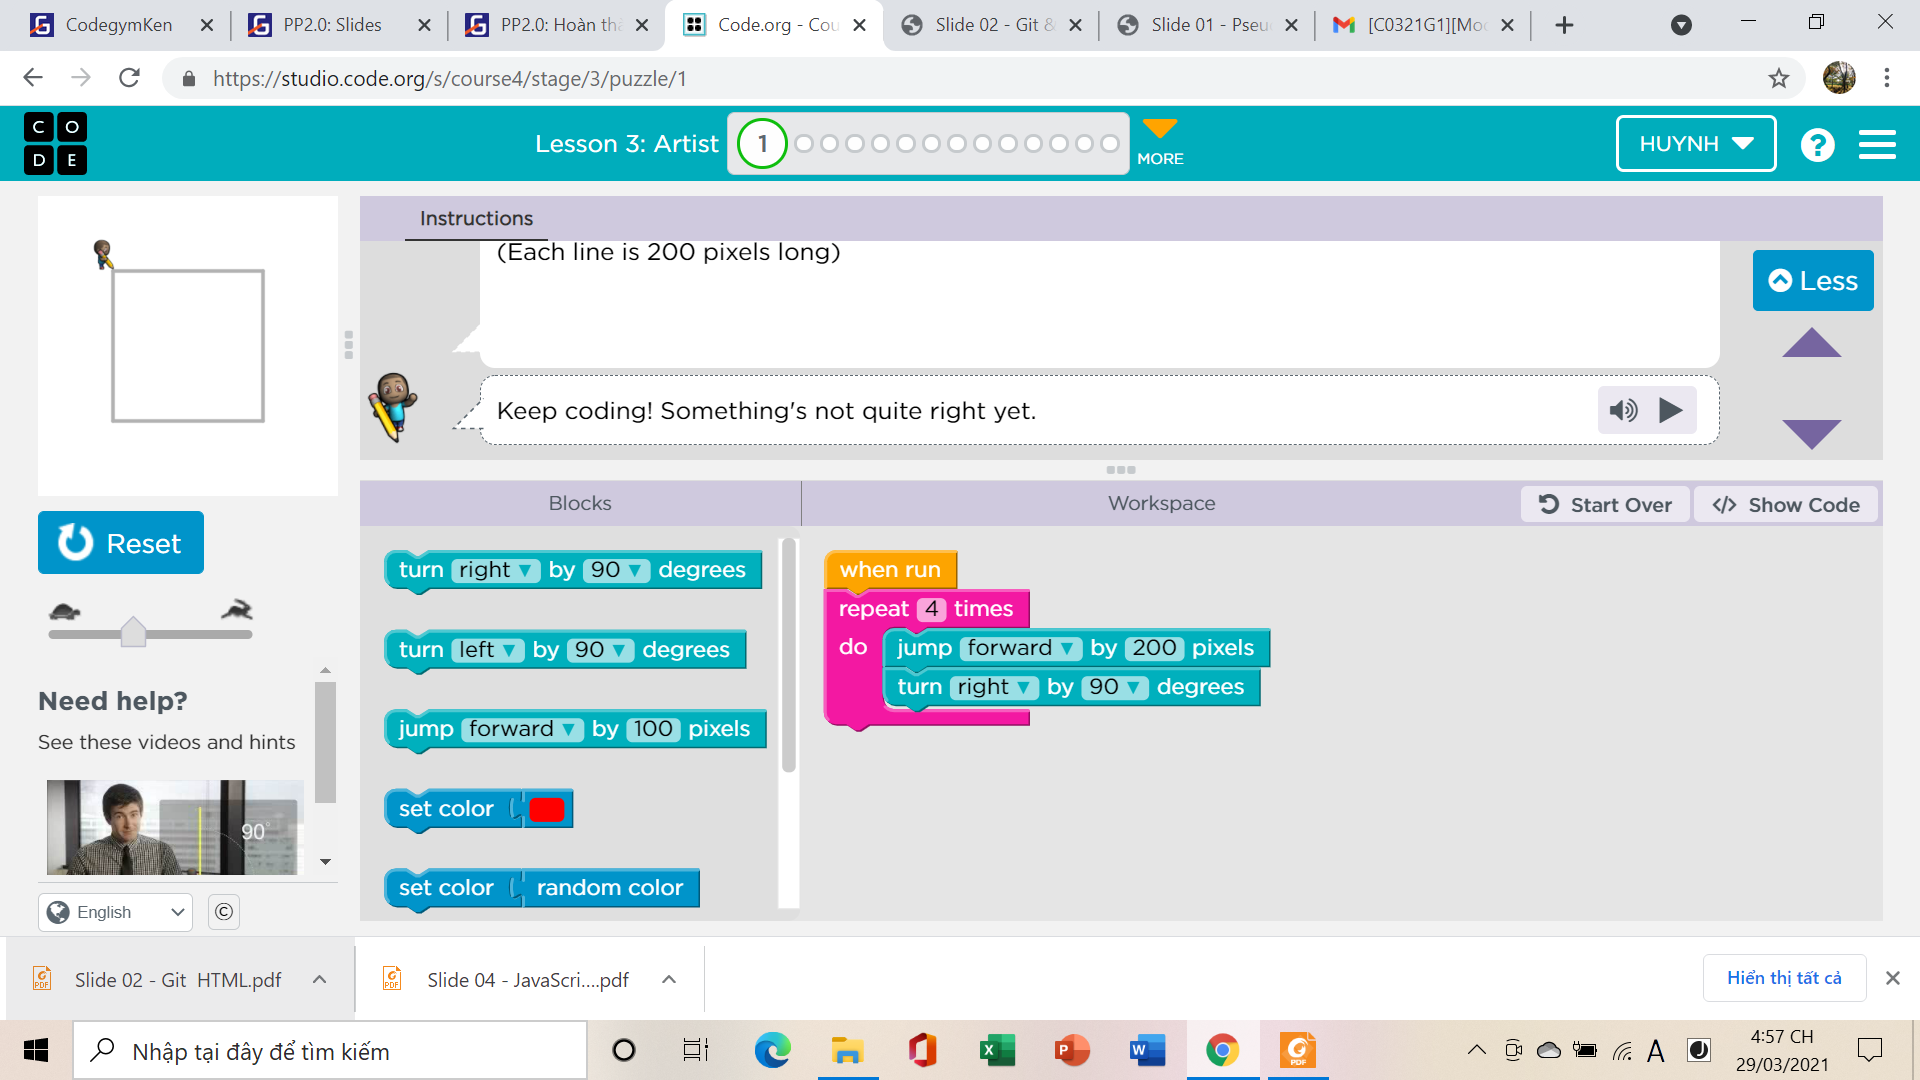 CodegymKen
PP2.0: Slides
PP2.0: Hoàn thà
Code.org - Cou
Slide 02 - Git &
Slide 01 - Pseu
[C0321G1][Mod
https://studio.code.org/s/course4/stage/3/puzzle/1
C O
D E
Lesson 3: Artist
1
MORE
HUYNH
?
Instructions
(Each line is 200 pixels long)
Less
Keep coding! Something's not quite right yet.
Blocks
Workspace
Start Over
</> Show Code
Reset
turn right by 90 degrees
turn left by 90 degrees
jump forward by 100 pixels
set color
set color random color
when run
repeat 4 times
do jump forward by 200 pixels
turn right by 90 degrees
Need help?
See these videos and hints
90°
English
©
Slide 02 - Git HTML.pdf
Slide 04 - JavaScri....pdf
Hiển thị tất cả
Nhập tại đây để tìm kiếm
A
4:57 CH
29/03/2021